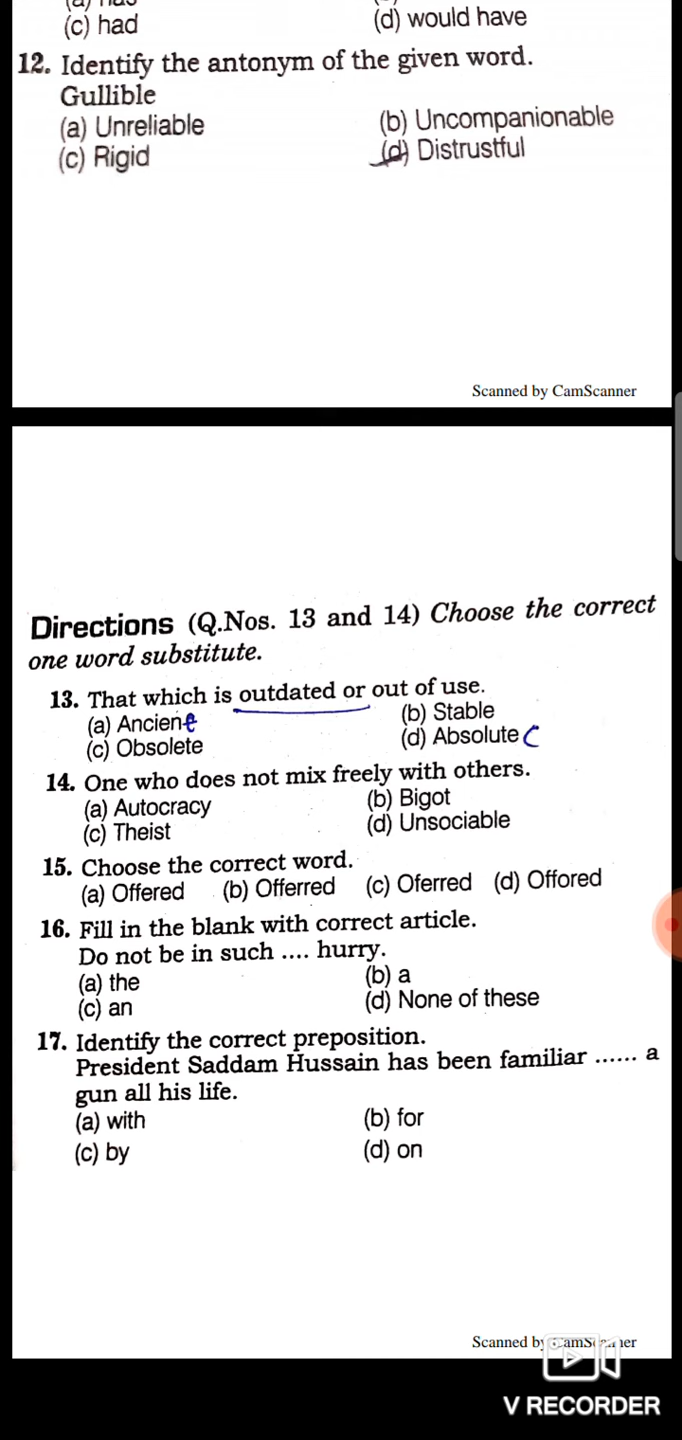 (c) had (d) would have
12. Identify the antonym of the given word.
Gullible
(a) Unreliable (b) Uncompanionable
(c) Rigid (d) Distrustful
Scanned by CamScanner
Directions (Q.Nos. 13 and 14) Choose the correct
one word substitute.
13. That which is outdated or out of use.
(a) Ancient (b) Stable
(c) Obsolete (d) Absolute C
14. One who does not mix freely with others.
(a) Autocracy (b) Bigot
(c) Theist (d) Unsociable
15. Choose the correct word.
(a) Offered (b) Offerred (c) Oferred (d) Offored
16. Fill in the blank with correct article.
Do not be in such .... hurry.
(a) the (b) a
(c) an (d) None of these
17. Identify the correct preposition.
President Saddam Hussain has been familiar ...... a
gun all his life.
(a) with (b) for
(c) by (d) on
Scanned by CamScanner
V RECORDER